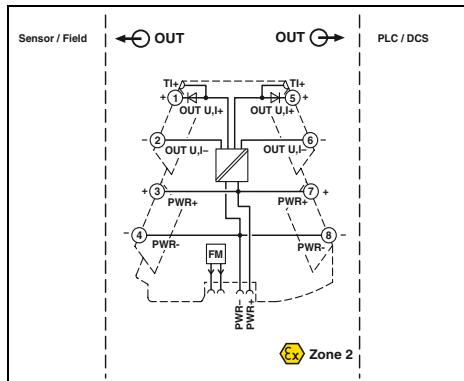 Sensor / Field
OUT
OUT
PLC / DCS
TI+
TI+
+
1
5
+
OUT U,I+
OUT U,I+
–
2
6
–
OUT U,I–
OUT U,I–
+
3
7
+
PWR+
PWR+
–
4
8
–
PWR-
PWR-
FM
PWR–
PWR+
Ex
Zone 2